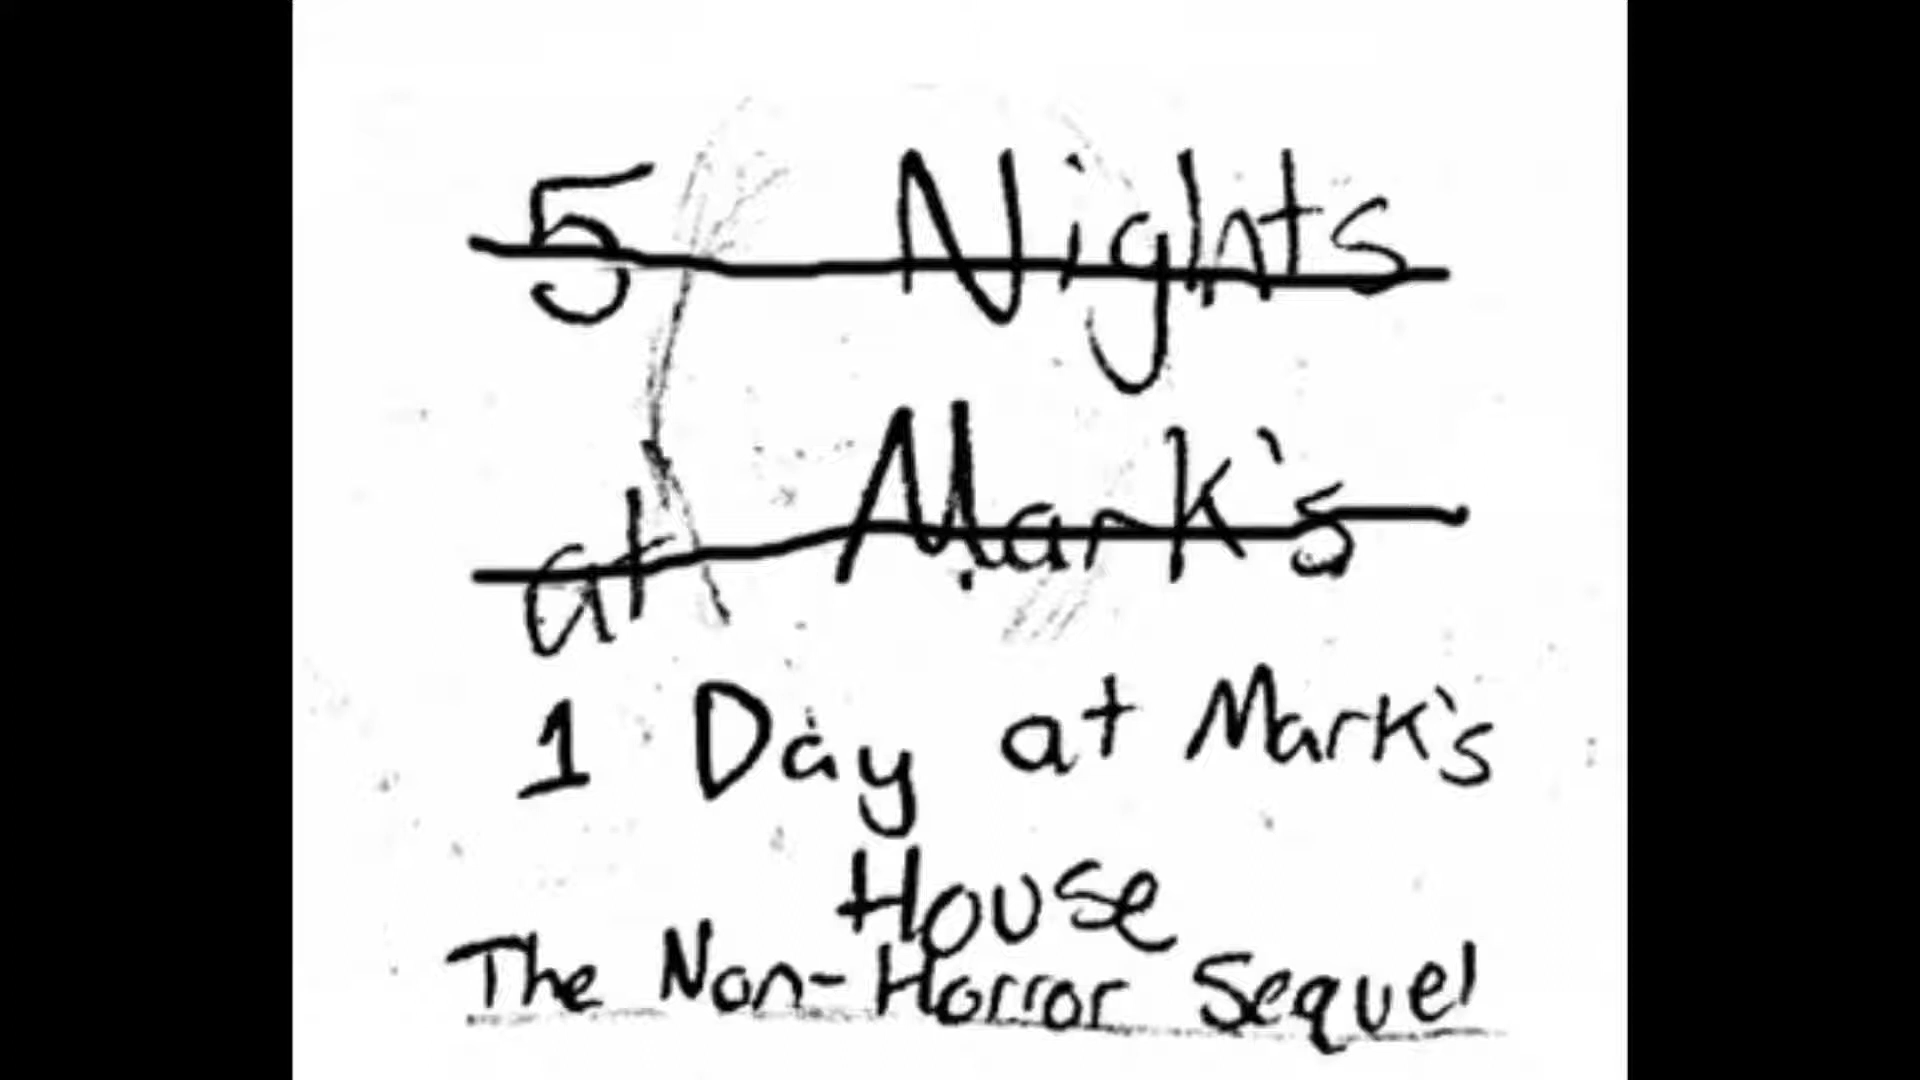 5 Nights
at Mark's
1 Day at Mark's
House
The Non-Horror Sequel